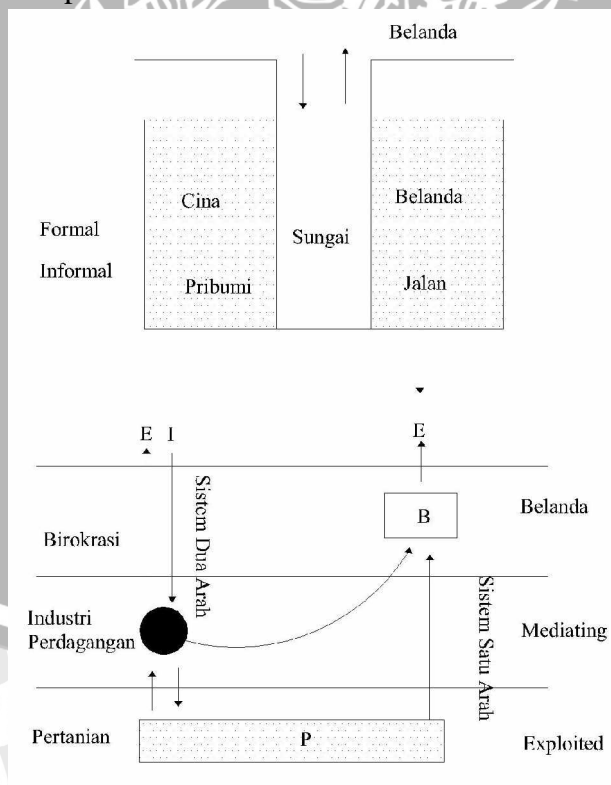 Belanda
Cina
Belanda
Formal
Sungai
Informal
Pribumi
Jalan
E I
E
Sistem Dua Arah
B
Belanda
Birokrasi
Sistem Satu Arah
Industri
Perdagangan
Mediating
Pertanian
P
Exploited